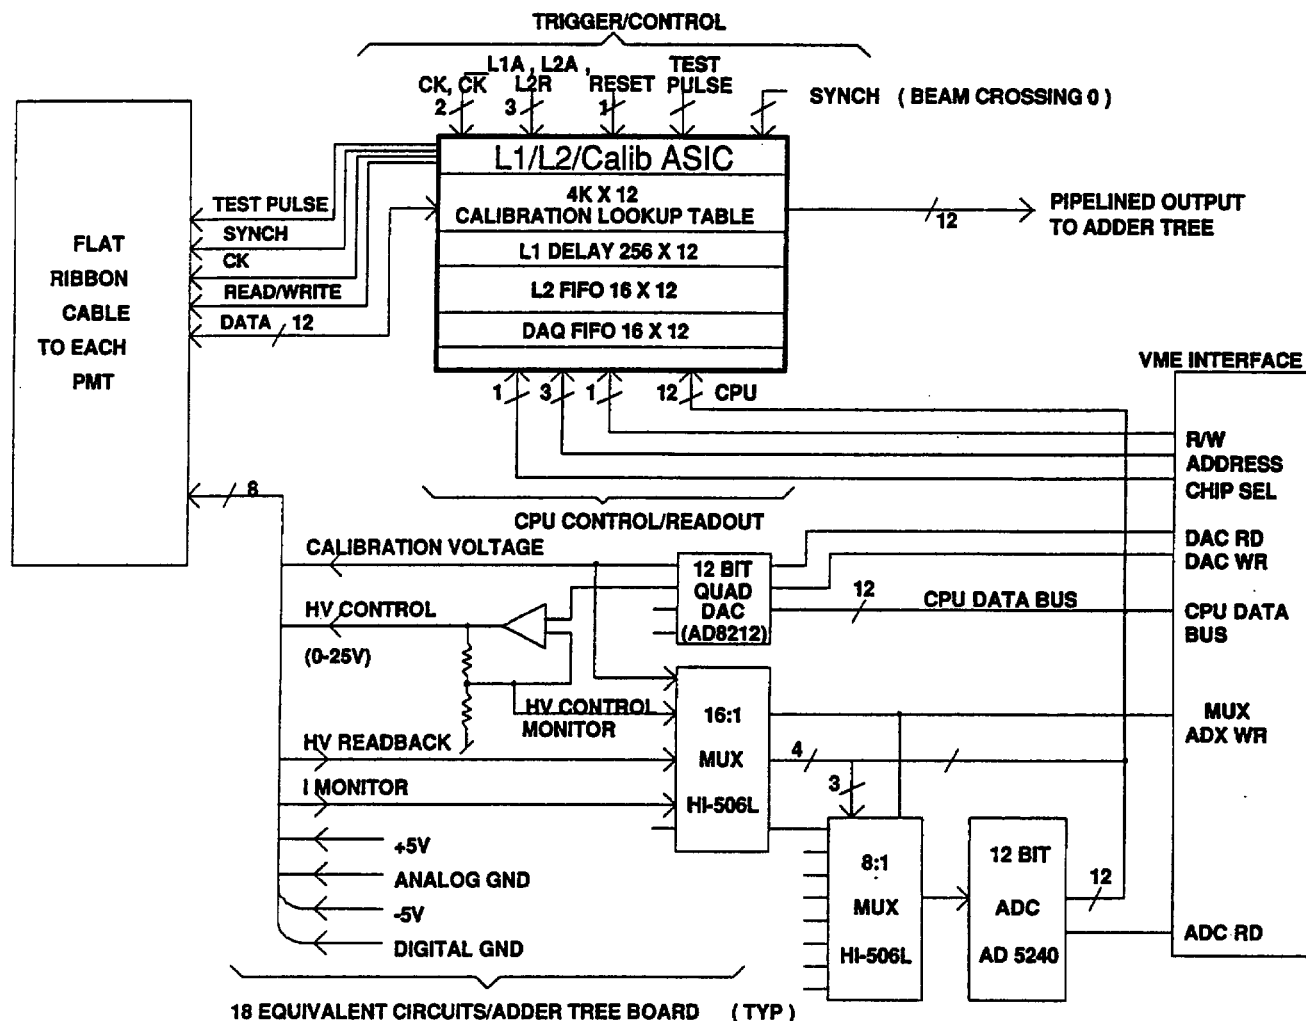 TRIGGER/CONTROL
L1A , L2A ,
TEST
CK, CK
L2R
RESET
PULSE
2
3
1
SYNCH ( BEAM CROSSING 0 )
L1/L2/Calib ASIC
4K X 12
CALIBRATION LOOKUP TABLE
L1 DELAY 256 X 12
L2 FIFO 16 X 12
DAQ FIFO 16 X 12
12
PIPELINED OUTPUT
TO ADDER TREE
FLAT
RIBBON
CABLE
TO EACH
PMT
TEST PULSE
SYNCH
CK
READ/WRITE
DATA
12
8
1
3
1
12
CPU
VME INTERFACE
R/W
ADDRESS
CHIP SEL
CPU CONTROL/READOUT
DAC RD
DAC WR
CPU DATA
BUS
MUX
ADX WR
ADC RD
CALIBRATION VOLTAGE
12 BIT
QUAD
DAC
(AD8212)
12
CPU DATA BUS
HV CONTROL
(0-25V)
HV CONTROL
MONITOR
16:1
MUX
HI-506L
4
3
HV READBACK
I MONITOR
+5V
ANALOG GND
-5V
DIGITAL GND
8:1
MUX
HI-506L
12 BIT
ADC
AD 5240
12
18 EQUIVALENT CIRCUITS/ADDER TREE BOARD ( TYP )